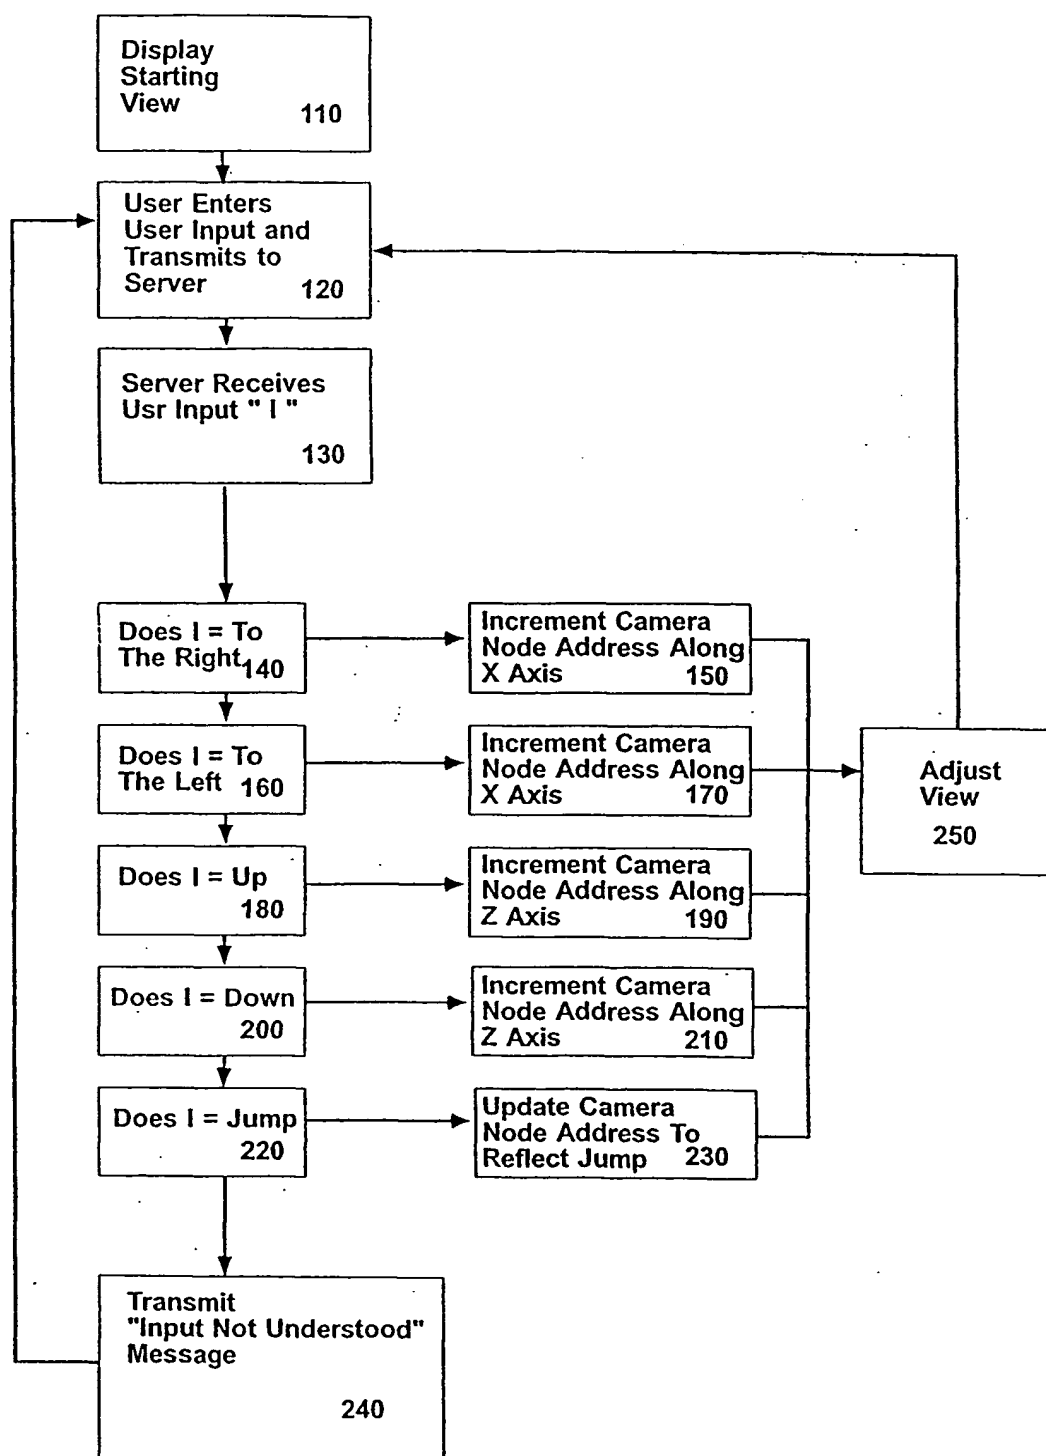 Display
Starting
View
110
User Enters
User Input and
Transmits to
Server
120
Server Receives
Usr Input " I "
130
Does I = To
The Right
140
Increment Camera
Node Address Along
X Axis
150
Does I = To
The Left
160
Increment Camera
Node Address Along
X Axis
170
Adjust
View
250
Does I = Up
180
Increment Camera
Node Address Along
Z Axis
190
Does I = Down
200
Increment Camera
Node Address Along
Z Axis
210
Does I = Jump
220
Update Camera
Node Address To
Reflect Jump
230
Transmit
"Input Not Understood"
Message
240